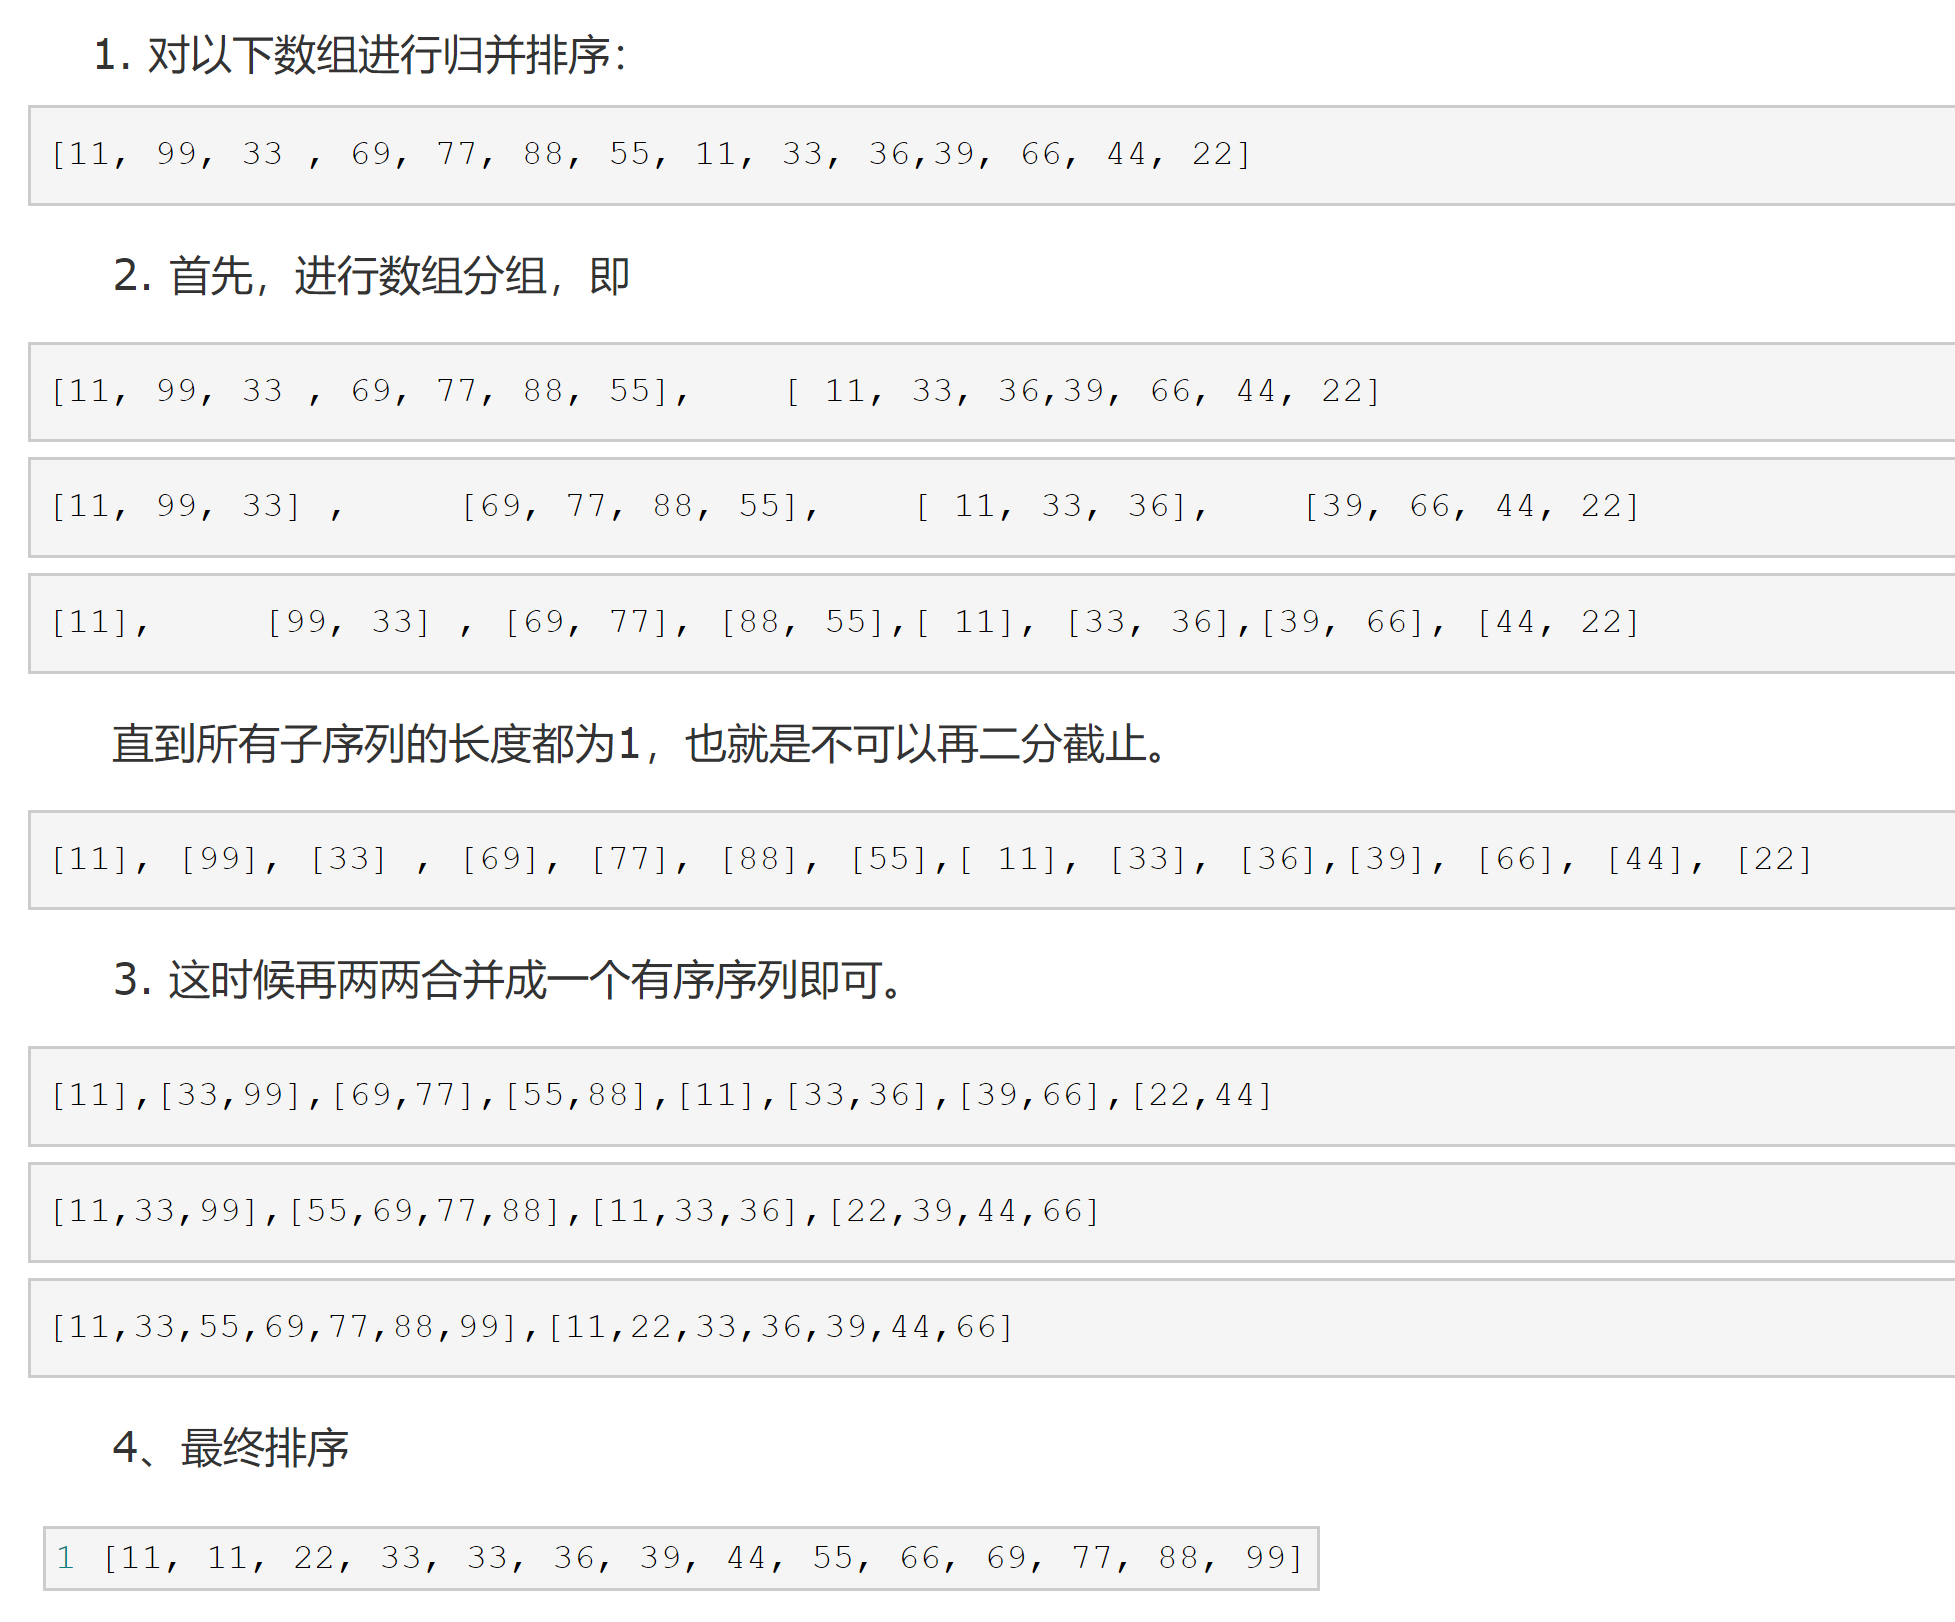 1. 对以下数组进行归并排序：
[11, 99, 33 , 69, 77, 88, 55, 11, 33, 36,39, 66, 44, 22]
2. 首先，进行数组分组，即
[11, 99, 33 , 69, 77, 88, 55],    [ 11, 33, 36,39, 66, 44, 22]
[11, 99, 33] ,     [69, 77, 88, 55],    [ 11, 33, 36],    [39, 66, 44, 22]
[11],     [99, 33] , [69, 77], [88, 55],[ 11], [33, 36],[39, 66], [44, 22]
直到所有子序列的长度都为1，也就是不可以再二分截止。
[11], [99], [33] , [69], [77], [88], [55],[ 11], [33], [36],[39], [66], [44], [22]
3. 这时候再两两合并成一个有序序列即可。
[11],[33,99],[69,77],[55,88],[11],[33,36],[39,66],[22,44]
[11,33,99],[55,69,77,88],[11,33,36],[22,39,44,66]
[11,33,55,69,77,88,99],[11,22,33,36,39,44,66]
4、最终排序
1 [11, 11, 22, 33, 33, 36, 39, 44, 55, 66, 69, 77, 88, 99]